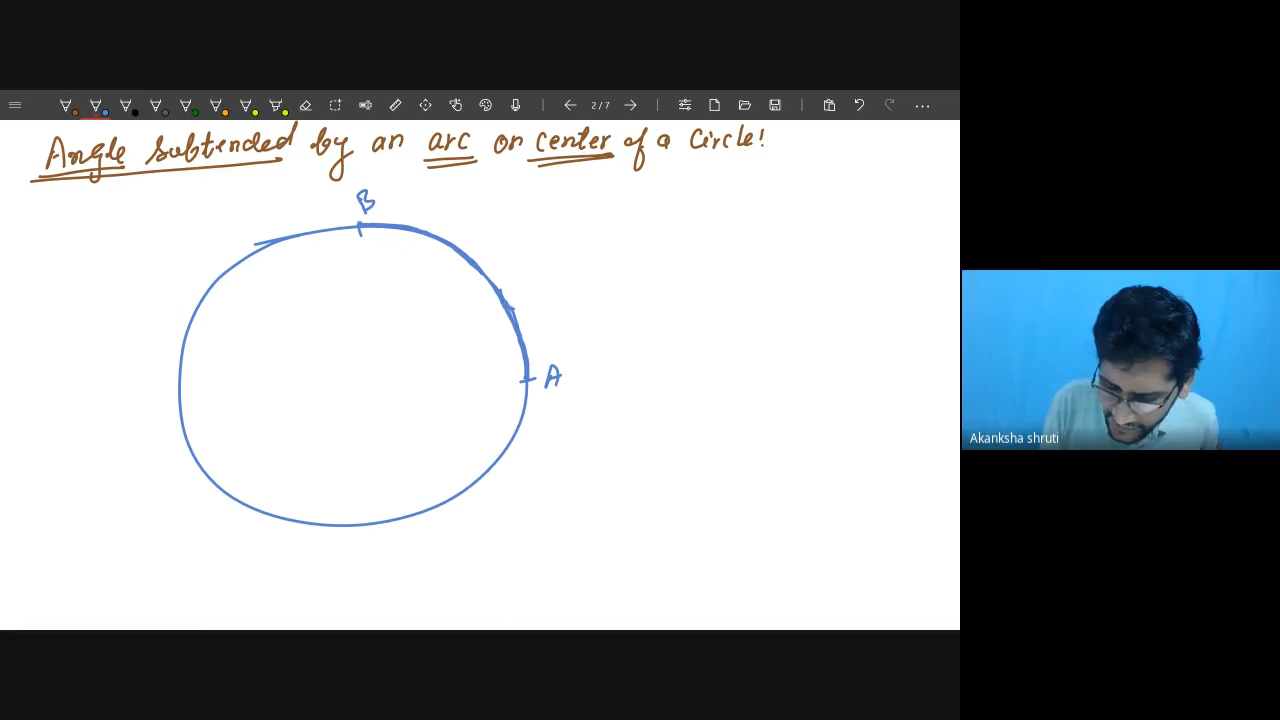 2/7
Angle subtended by an arc on center of a circle!
B
A
Akanksha shruti